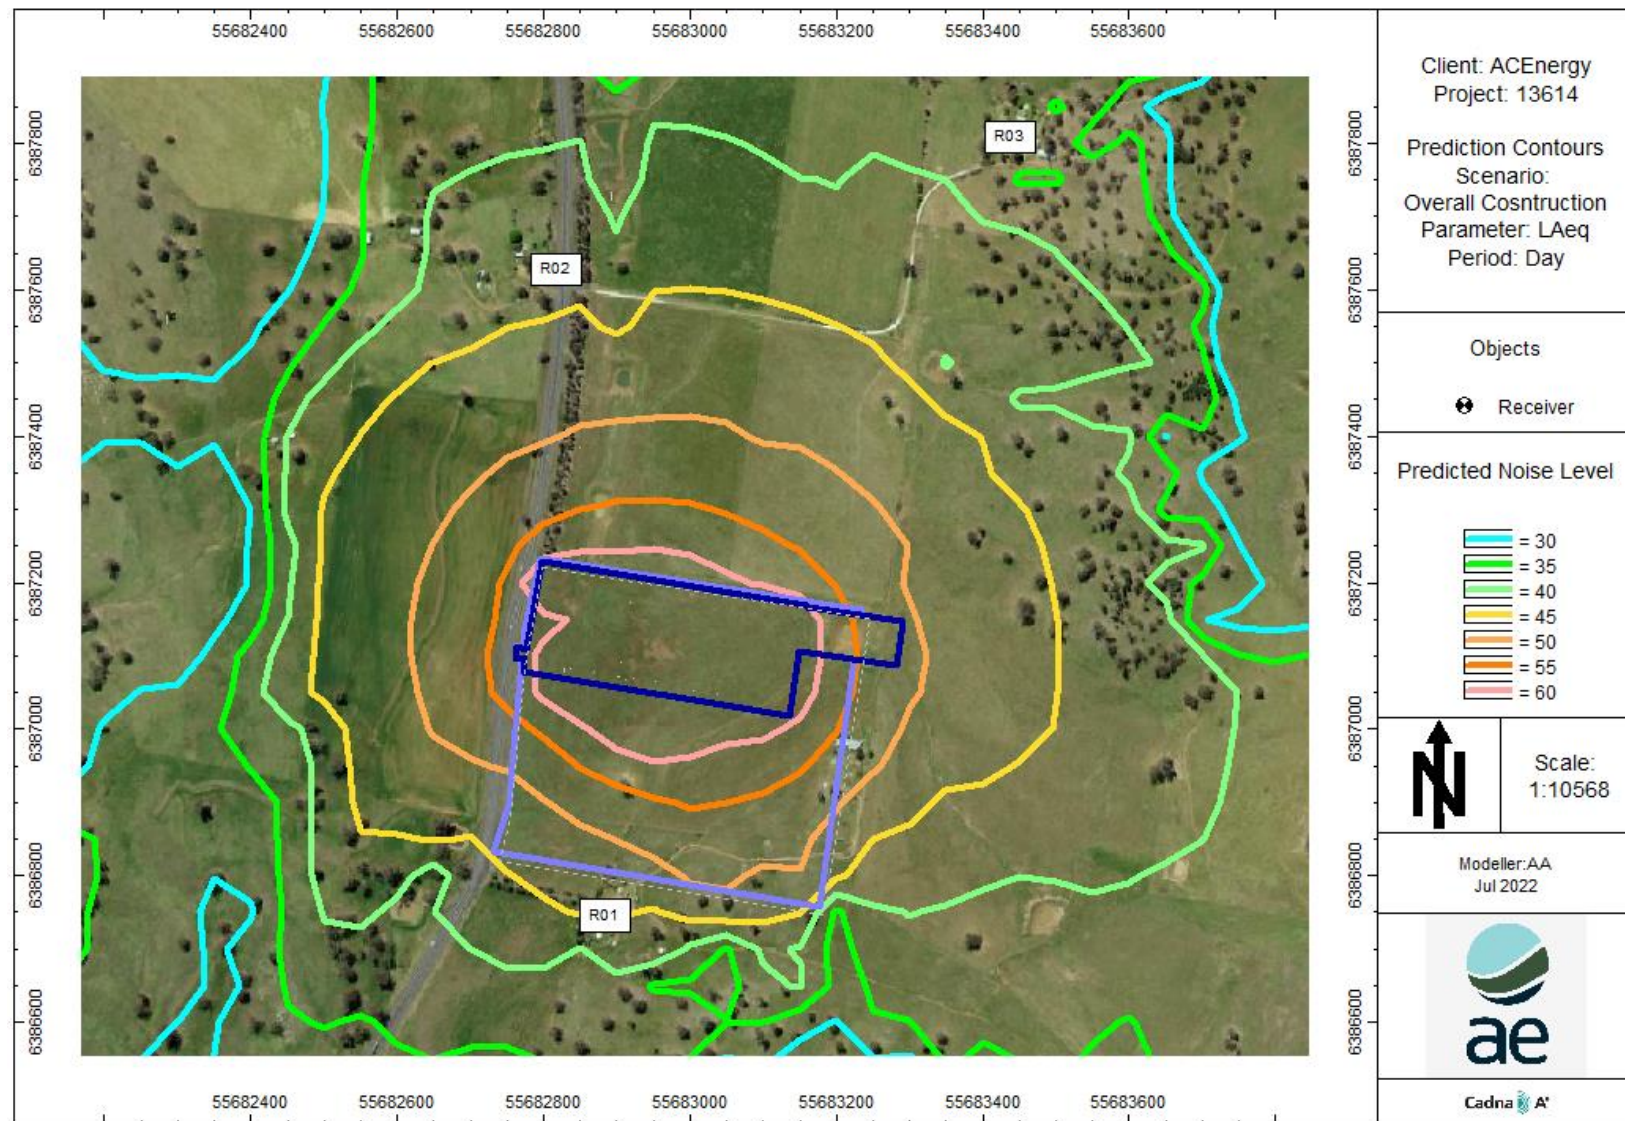 55682400 55682600 55682800 55683000 55683200 55683400 55683600
6387800
6387600
6387400
6387200
6387000
6386800
6386600
R03
R02
R01
6387800
6387600
6387400
6387200
6387000
6386800
6386600
55682400 55682600 55682800 55683000 55683200 55683400 55683600
Client: ACEnergy
Project: 13614
Prediction Contours
Scenario:
Overall Cosntruction
Parameter: LAeq
Period: Day
Objects
Receiver
Predicted Noise Level
= 30
= 35
= 40
= 45
= 50
= 55
= 60
N
Scale:
1:10568
Modeller:AA
Jul 2022
ae
Cadna A